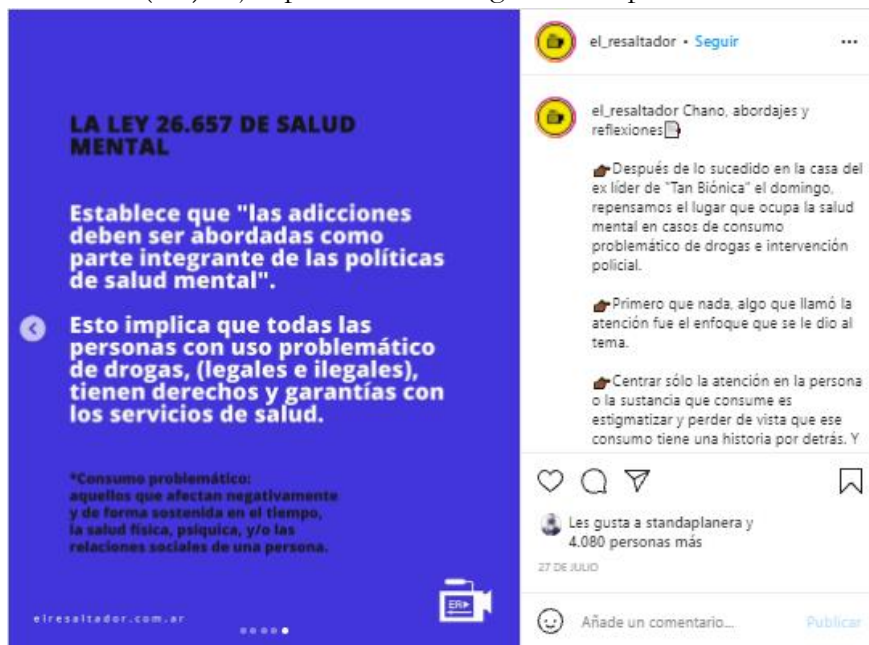 LA LEY 26.657 DE SALUD
MENTAL
Establece que "las adicciones
deben ser abordadas como
parte integrante de las políticas
de salud mental".
Esto implica que todas las
personas con uso problemático
de drogas, (legales e ilegales),
tienen derechos y garantías con
los servicios de salud.
*Consumo problemático:
aquellos que afectan negativamente
y de forma sostenida en el tiempo,
la salud física, psíquica, y/o las
relaciones sociales de una persona.
elresaltador.com.ar
ER
el_resaltador • Seguir
el_resaltador Chano, abordajes y
reflexiones
Después de lo sucedido en la casa del
ex líder de "Tan Biónica" el domingo,
repensamos el lugar que ocupa la salud
mental en casos de consumo
problemático de drogas e intervención
policial.
Primero que nada, algo que llamó la
atención fue el enfoque que se le dio al
tema.
Centrar sólo la atención en la persona
o la sustancia que consume es
estigmatizar y perder de vista que ese
consumo tiene una historia por detrás. Y
Les gusta a standaplanera y
4.080 personas más
27 DE JULIO
Añade un comentario... Publicar